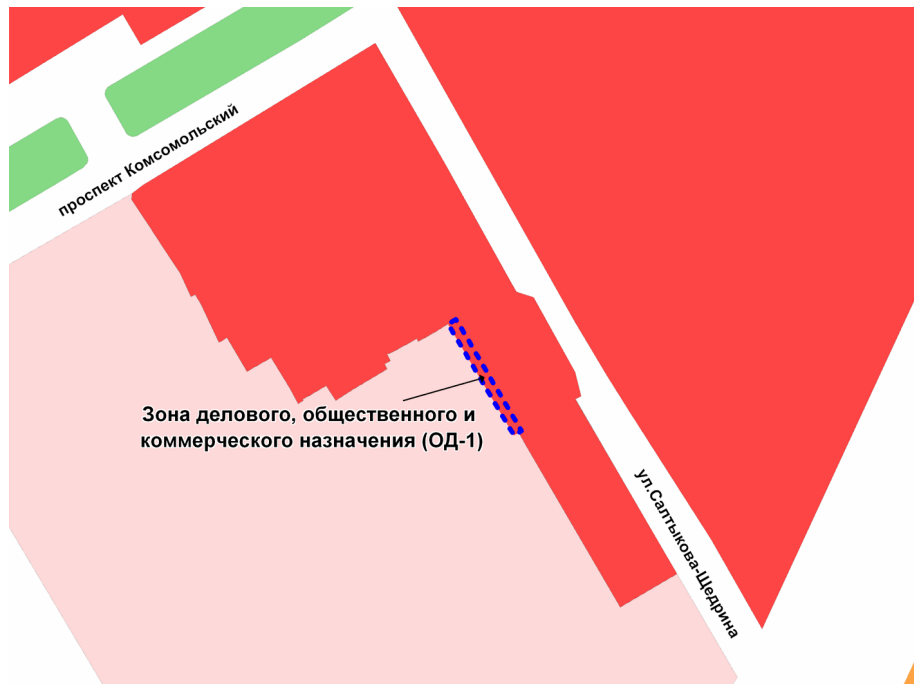 проспект Комсомольский
Зона делового, общественного и
коммерческого назначения (ОД-1)
ул.Салтыкова-Щедрина